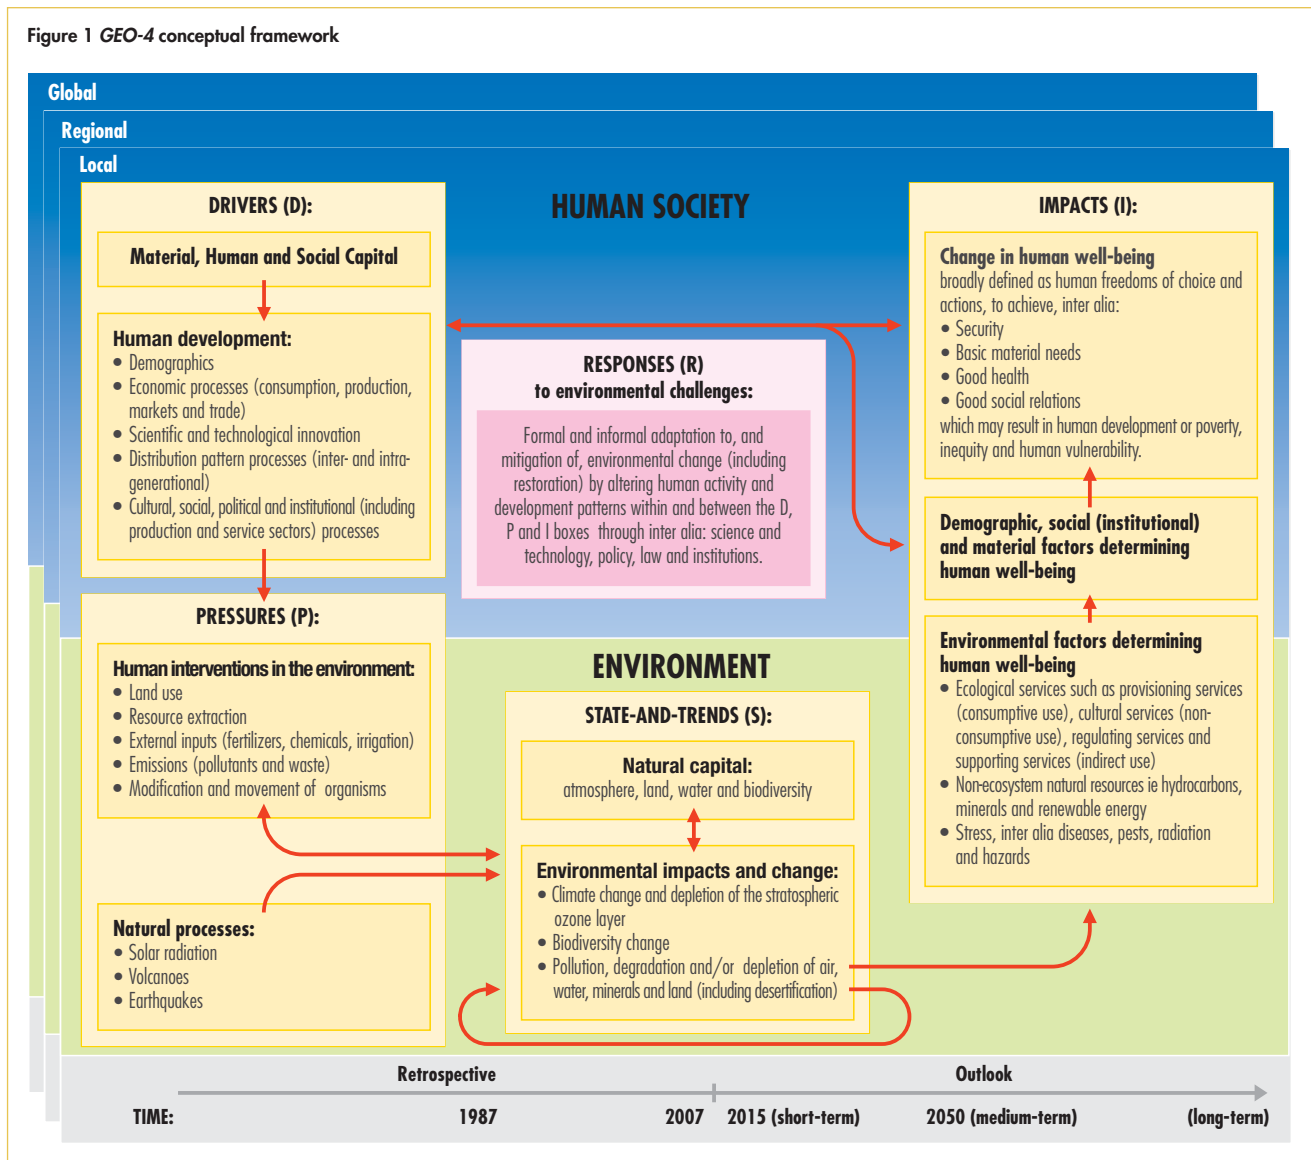 Figure 1 GEO-4 conceptual framework
Global
Regional
Local
DRIVERS (D):
Material, Human and Social Capital
Human development:
• Demographics
• Economic processes (consumption, production,
markets and trade)
• Scientific and technological innovation
• Distribution pattern processes (inter- and intra-
generational)
• Cultural, social, political and institutional (including
production and service sectors) processes
PRESSURES (P):
Human interventions in the environment:
• Land use
• Resource extraction
• External inputs (fertilizers, chemicals, irrigation)
• Emissions (pollutants and waste)
• Modification and movement of organisms
Natural processes:
• Solar radiation
• Volcanoes
• Earthquakes
HUMAN SOCIETY
RESPONSES (R)
to environmental challenges:
Formal and informal adaptation to, and
mitigation of, environmental change (including
restoration) by altering human activity and
development patterns within and between the D,
P and I boxes through inter alia: science and
technology, policy, law and institutions.
ENVIRONMENT
STATE-AND-TRENDS (S):
Natural capital:
atmosphere, land, water and biodiversity
Environmental impacts and change:
• Climate change and depletion of the stratospheric
ozone layer
• Biodiversity change
• Pollution, degradation and/or depletion of air,
water, minerals and land (including desertification)
IMPACTS (I):
Change in human well-being
broadly defined as human freedoms of choice and
actions, to achieve, inter alia:
• Security
• Basic material needs
• Good health
• Good social relations
which may result in human development or poverty,
inequity and human vulnerability.
Demographic, social (institutional)
and material factors determining
human well-being
Environmental factors determining
human well-being
• Ecological services such as provisioning services
(consumptive use), cultural services (non-
consumptive use), regulating services and
supporting services (indirect use)
• Non-ecosystem natural resources ie hydrocarbons,
minerals and renewable energy
• Stress, inter alia diseases, pests, radiation
and hazards
Retrospective Outlook
TIME: 1987 2007 2015 (short-term) 2050 (medium-term) (long-term)